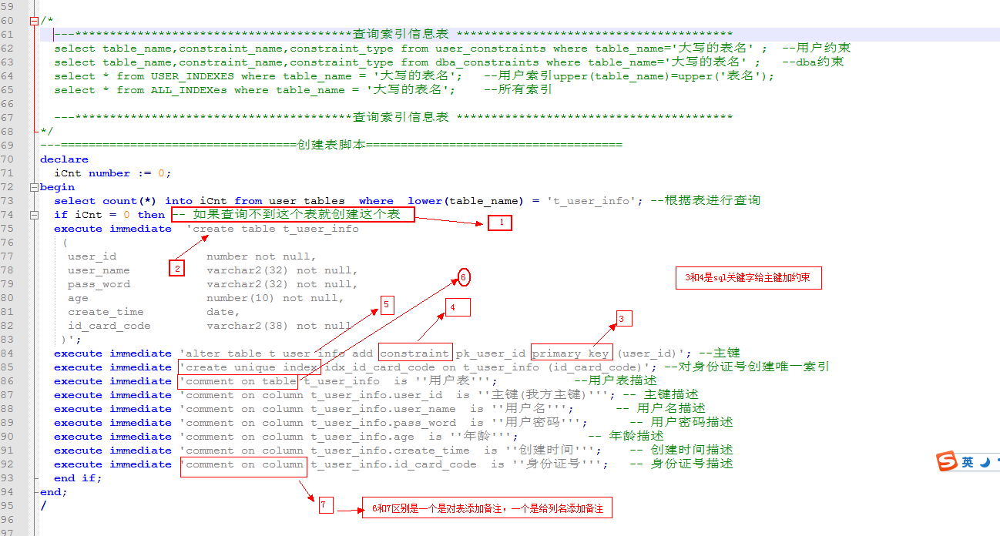 59
60 /*
61 ---****************************************查询索引信息表 ****************************************
62 select table_name,constraint_name,constraint_type from user_constraints where table_name='大写的表名' ; --用户约束
63 select table_name,constraint_name,constraint_type from dba_constraints where table_name='大写的表名' ; --dba约束
64 select * from USER_INDEXES where table_name = '大写的表名'; --用户索引upper(table_name)=upper('表名');
65 select * from ALL_INDEXes where table_name = '大写的表名'; --所有索引
66
67 ---****************************************查询索引信息表 ****************************************
68 */
69 ---==================================创建表脚本=====================================
70 declare
71 iCnt number := 0;
72 begin
73 select count(*) into iCnt from user_tables where lower(table_name) = 't_user_info'; --根据表进行查询
74 if iCnt = 0 then -- 如果查询不到这个表就创建这个表
1
75 execute immediate 'create table t_user_info
76 (
77 user_id number not null,
2
78 user_name varchar2(32) not null,
6
3和4是sql关键字给主键加约束
79 pass_word varchar2(32) not null,
80 age number(10) not null,
5
4
81 create_time date,
3
82 id_card_code varchar2(38) not null
83 )';
84 execute immediate 'alter table t_user_info add constraint pk_user_id primary key (user_id)'; --主键
85 execute immediate 'create unique index idx_id_card_code on t_user_info (id_card_code)'; --对身份证号创建唯一索引
86 execute immediate 'comment on table t_user_info is ''用户表'''; --用户表描述
87 execute immediate 'comment on column t_user_info.user_id is ''主键(我方主键)'''; -- 主键描述
88 execute immediate 'comment on column t_user_info.user_name is ''用户名'''; -- 用户名描述
89 execute immediate 'comment on column t_user_info.pass_word is ''用户密码'''; -- 用户密码描述
90 execute immediate 'comment on column t_user_info.age is ''年龄'''; -- 年龄描述
91 execute immediate 'comment on column t_user_info.create_time is ''创建时间'''; -- 创建时间描述
92 execute immediate 'comment on column t_user_info.id_card_code is ''身份证号'''; -- 身份证号描述
S英
93 end if;
94 end;
95 /
7
6和7区别是一个是对表添加备注，一个是给列名添加备注
96
97